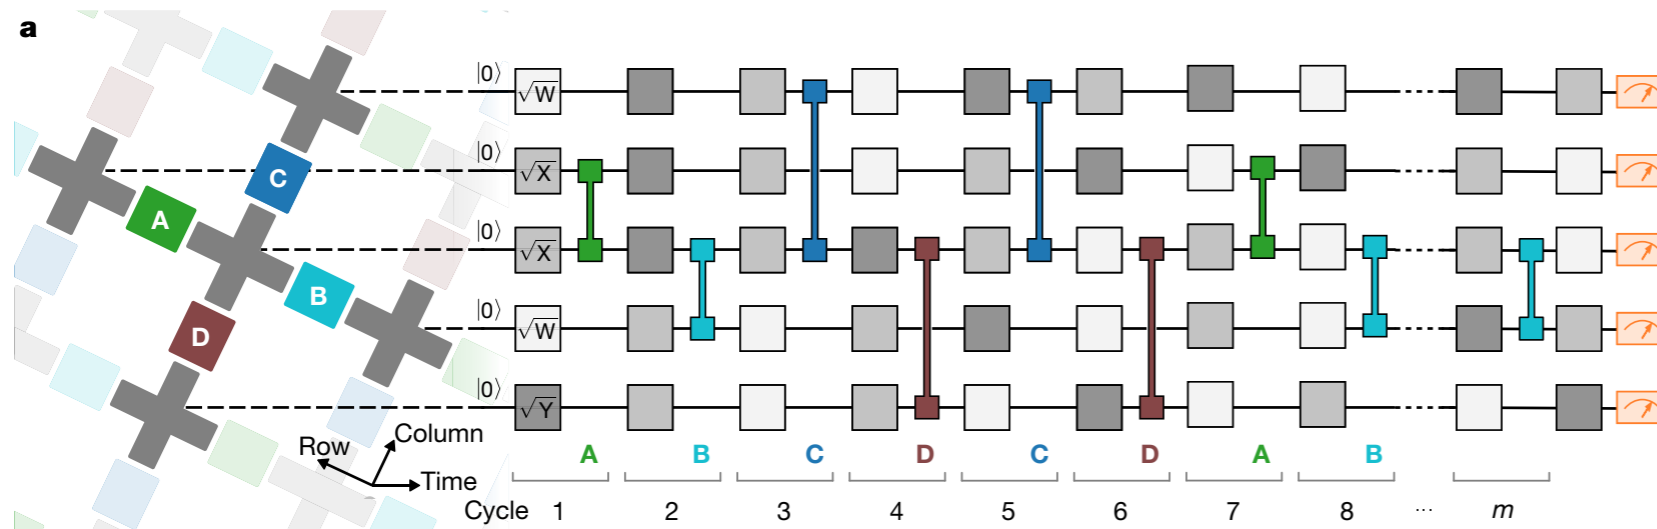 a
|0⟩
√W
|0⟩
√X
C
A
|0⟩
√X
B
|0⟩
√W
D
|0⟩
√Y
Row Column Time
A B C D C D A B
Cycle 1 2 3 4 5 6 7 8 ... m